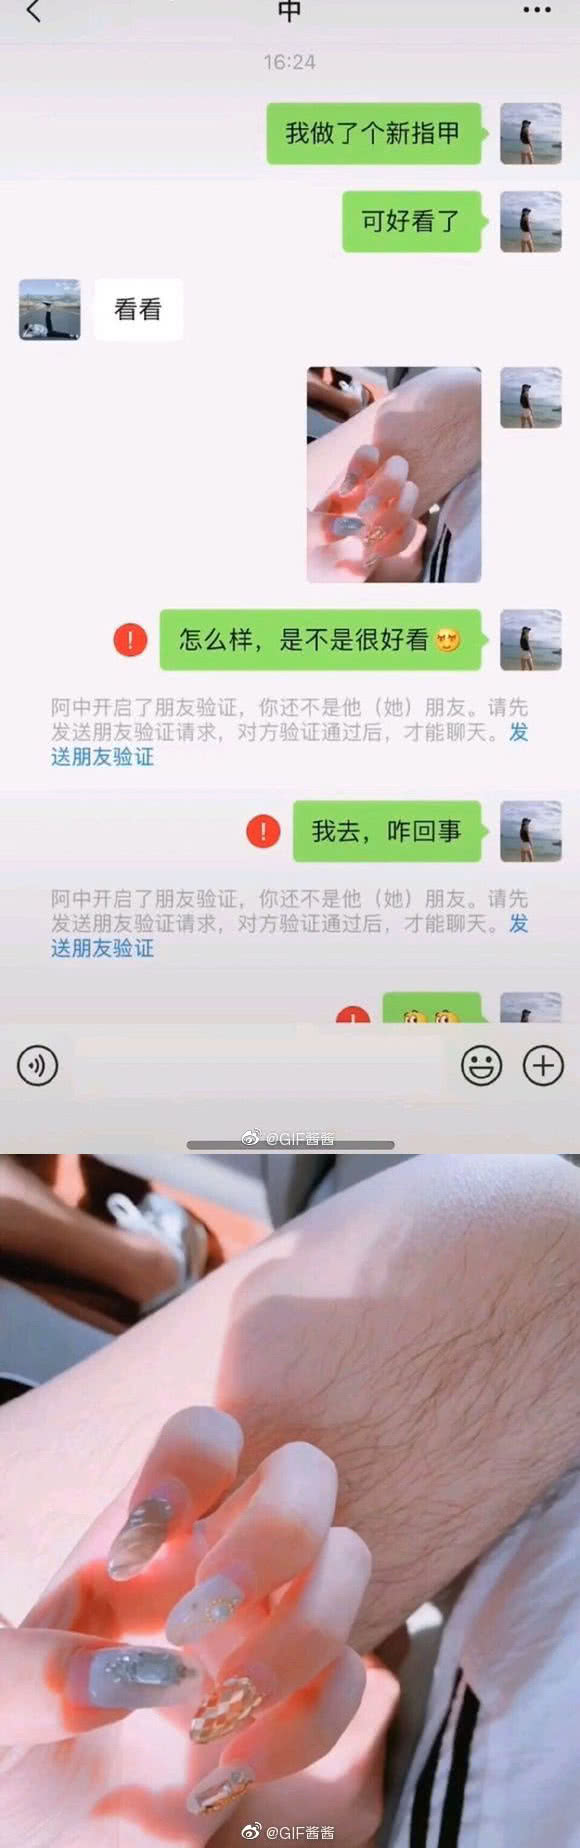 中
16:24
我做了个新指甲
可好看了
看看
怎么样，是不是很好看
阿中开启了朋友验证，你还不是他（她）朋友。请先
发送朋友验证请求，对方验证通过后，才能聊天。发
送朋友验证
我去，咋回事
阿中开启了朋友验证，你还不是他（她）朋友。请先
发送朋友验证请求，对方验证通过后，才能聊天。发
送朋友验证
@GIF酱酱
@GIF酱酱